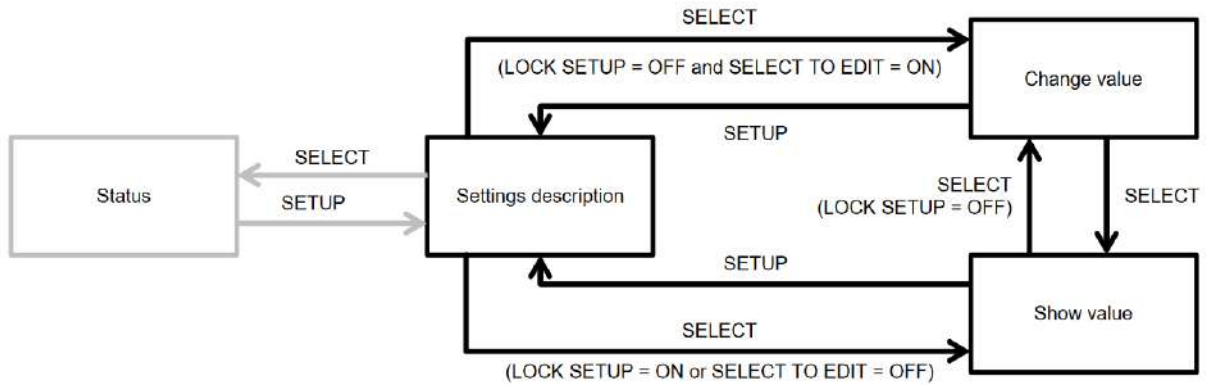 SELECT
(LOCK SETUP = OFF and SELECT TO EDIT = ON)
Change value
SETUP
SELECT
Status
Settings description
SETUP
SELECT
(LOCK SETUP = OFF)
SELECT
SETUP
Show value
SELECT
(LOCK SETUP = ON or SELECT TO EDIT = OFF)